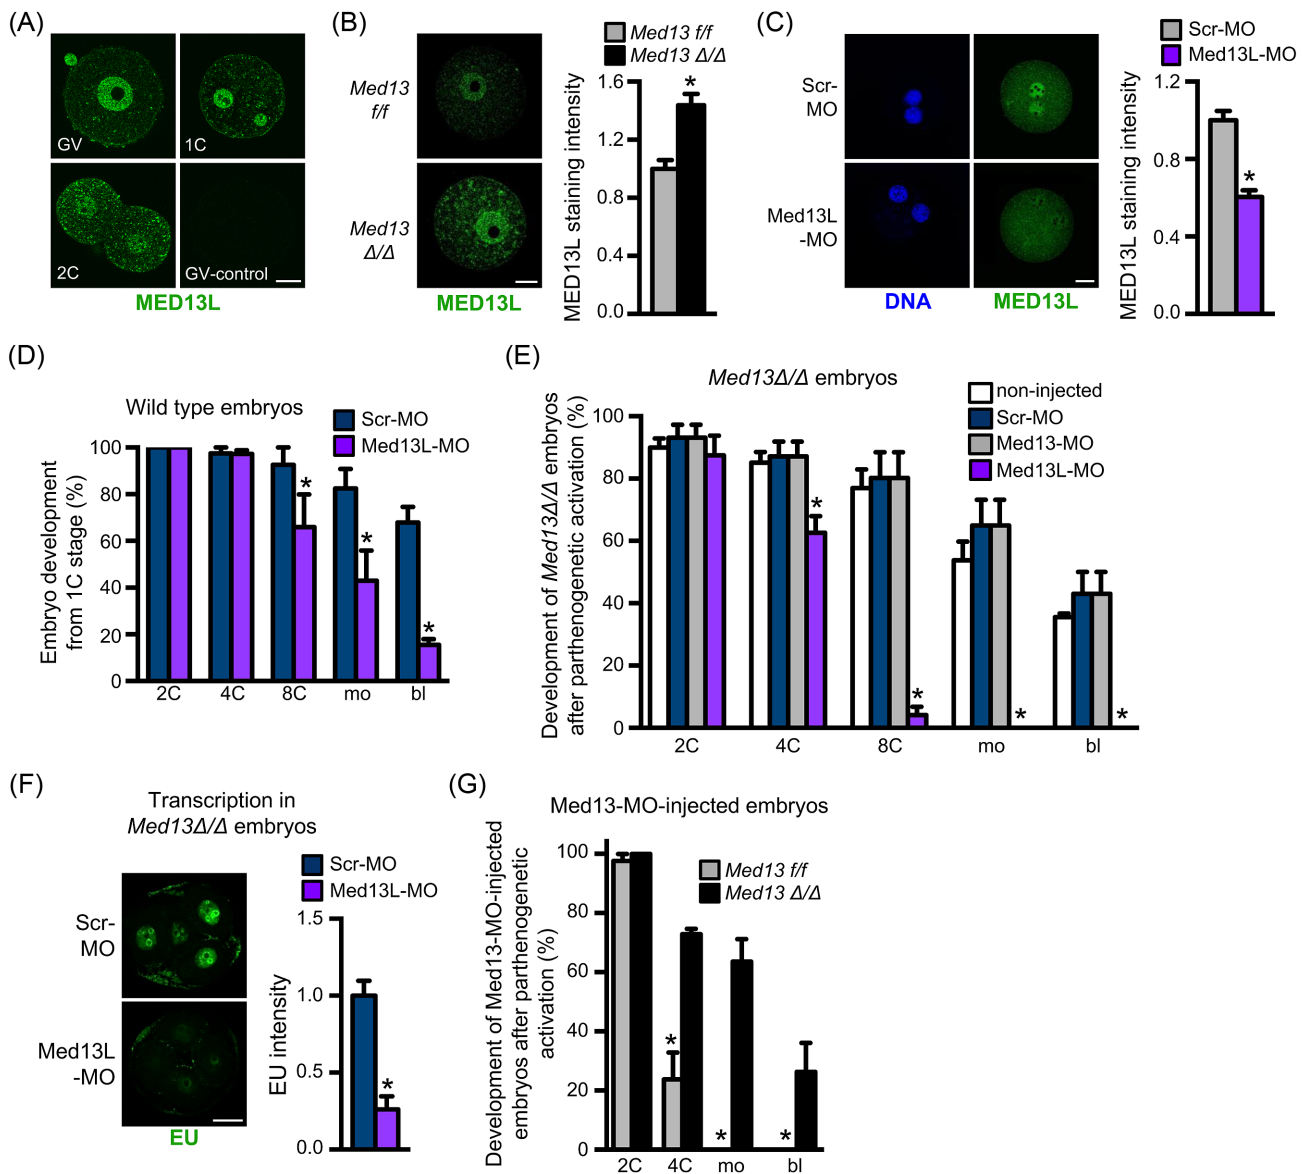 (A)
GV
1C
2C
GV-control
MED13L
(B)
Med13
f/f
Med13
Δ/Δ
MED13L
Med13 f/f
Med13 Δ/Δ
MED13L staining intensity
1.6
1.2
0.8
0.4
0.0
*
(C)
Scr-
MO
Med13L
-MO
DNA
MED13L
Scr-MO
Med13L-MO
MED13L staining intensity
1.2
0.8
0.4
0.0
*
(D)
Wild type embryos
Scr-MO
Med13L-MO
Embryo development
from 1C stage (%)
100
80
60
40
20
0
*
*
*
2C 4C 8C mo bl
(E)
Med13Δ/Δ embryos
non-injected
Scr-MO
Med13-MO
Med13L-MO
Development of Med13Δ/Δ embryos
after parthenogenetic activation (%)
100
80
60
40
20
0
*
*
*
*
2C 4C 8C mo bl
(F)
Transcription in
Med13Δ/Δ embryos
Scr-
MO
Med13L
-MO
EU
Scr-MO
Med13L-MO
EU intensity
1.5
1.0
0.5
0.0
*
(G)
Med13-MO-injected embryos
Med13 f/f
Med13 Δ/Δ
Development of Med13-MO-injected
embryos after parthenogenetic
activation (%)
100
80
60
40
20
0
*
*
*
2C 4C mo bl